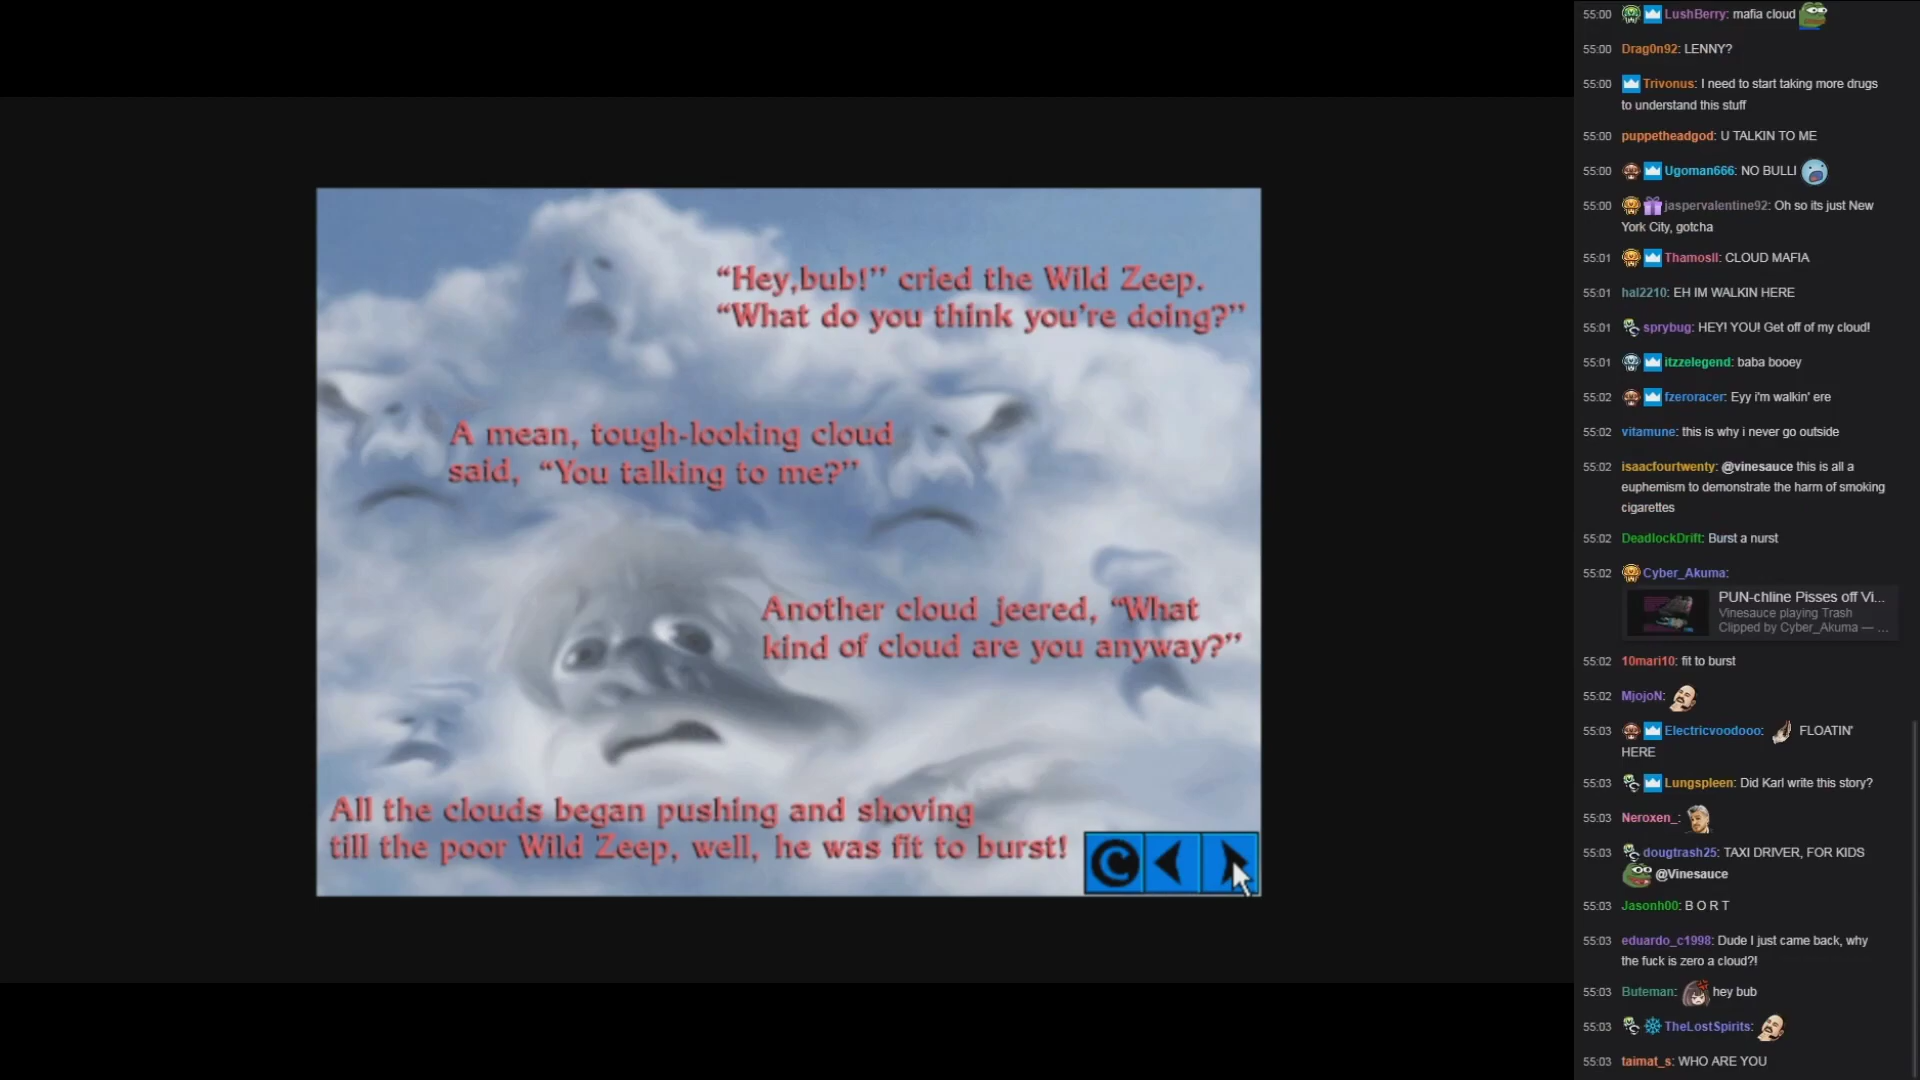 “Hey,bub!” cried the Wild Zeep.
“What do you think you're doing?”
A mean, tough-looking cloud
said, “You talking to me?”
Another cloud jeered, “What
kind of cloud are you anyway?”
All the clouds began pushing and shoving
till the poor Wild Zeep, well, he was fit to burst!
C
55:00 LushBerry: mafia cloud
55:00 Drag0n92: LENNY?
55:00 Trivonus: I need to start taking more drugs
to understand this stuff
55:00 puppetheadgod: U TALKIN TO ME
55:00 Ugoman666: NO BULLI
55:00 jaspervalentine92: Oh so its just New
York City, gotcha
55:01 Thamosll: CLOUD MAFIA
55:01 hal2210: EH IM WALKIN HERE
55:01 sprybug: HEY! YOU! Get off of my cloud!
55:01 itzzelegend: baba booey
55:02 fzeroracer: Eyy i'm walkin' ere
55:02 vitamune: this is why i never go outside
55:02 isaacfourtwenty: @vinesauce this is all a
euphemism to demonstrate the harm of smoking
cigarettes
55:02 DeadlockDrift: Burst a nurst
55:02 Cyber_Akuma:
PUN-chline Pisses off Vi...
Vinesauce playing Trash
Clipped by Cyber_Akuma — ...
55:02 10mari10: fit to burst
55:02 MjojoN:
55:03 Electricvoodooo: FLOATIN'
HERE
55:03 Lungspleen: Did Karl write this story?
55:03 Neroxen_:
55:03 dougtrash25: TAXI DRIVER, FOR KIDS
@Vinesauce
55:03 Jasonh00: B O R T
55:03 eduardo_c1998: Dude I just came back, why
the fuck is zero a cloud?!
55:03 Buteman: hey bub
55:03 TheLostSpirits:
55:03 taimat_s: WHO ARE YOU